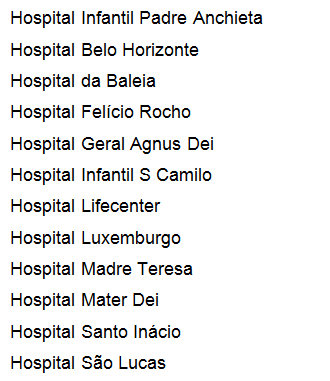 Hospital Infantil Padre Anchieta
Hospital Belo Horizonte
Hospital da Baleia
Hospital Felício Rocho
Hospital Geral Agnus Dei
Hospital Infantil S Camilo
Hospital Lifecenter
Hospital Luxemburgo
Hospital Madre Teresa
Hospital Mater Dei
Hospital Santo Inácio
Hospital São Lucas